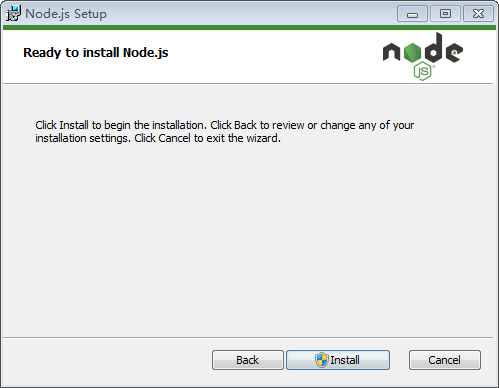 Node.js Setup
Ready to install Node.js
node
JS
Click Install to begin the installation. Click Back to review or change any of your
installation settings. Click Cancel to exit the wizard.
Back
Install
Cancel